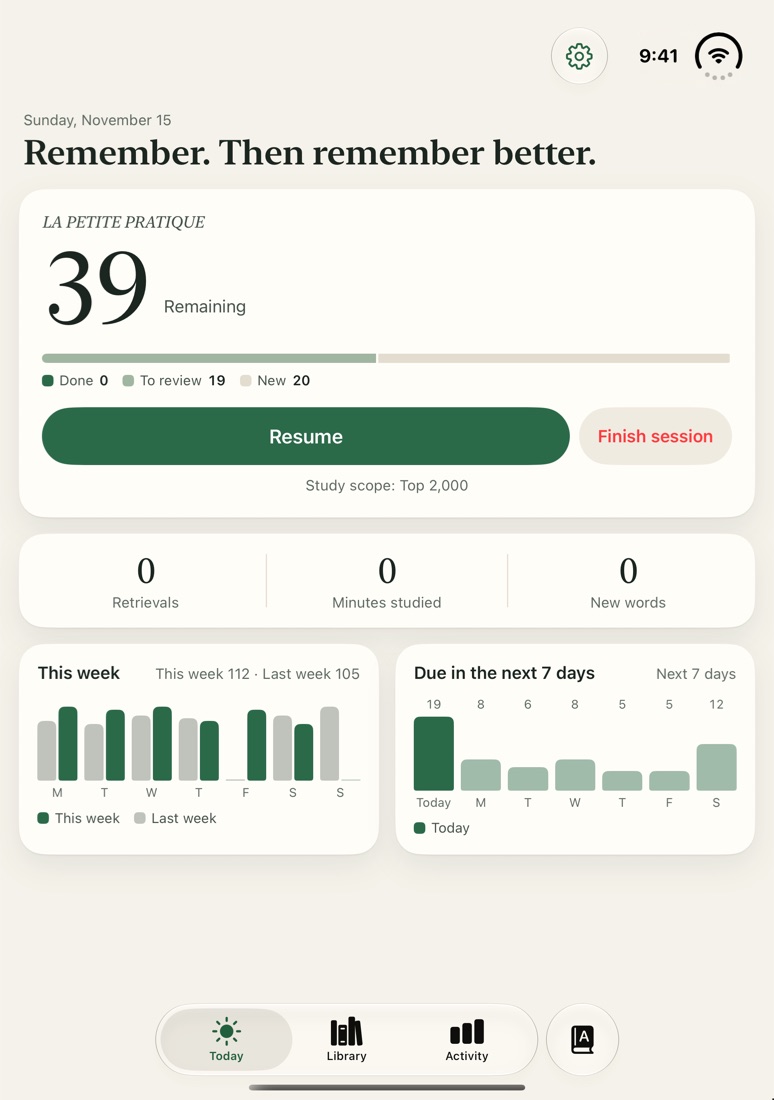 9:41
Sunday, November 15
Remember. Then remember better.
LA PETITE PRATIQUE
39 Remaining
Done 0 To review 19 New 20
Resume Finish session
Study scope: Top 2,000
0 0 0
Retrievals Minutes studied New words
This week This week 112 · Last week 105
M T W T F S S
This week Last week
Due in the next 7 days Next 7 days
19 8 6 8 5 5 12
Today M T W T F S
Today
Today Library Activity A